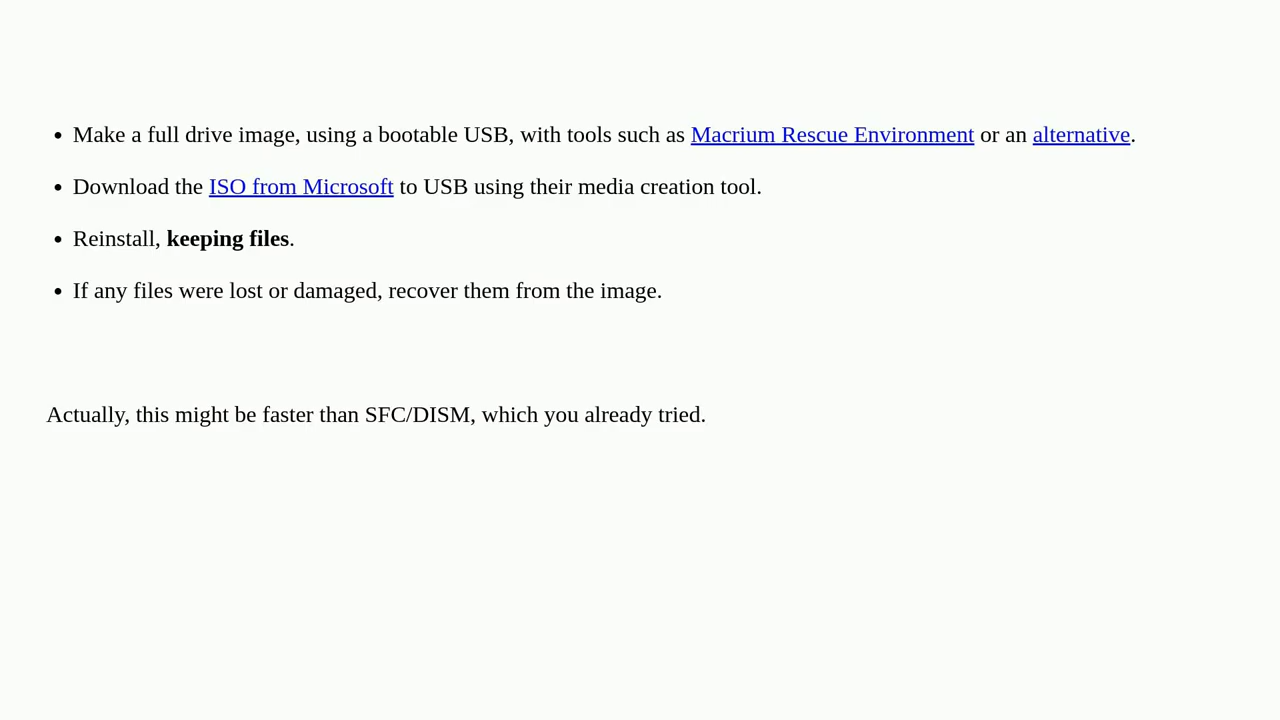 • Make a full drive image, using a bootable USB, with tools such as Macrium Rescue Environment or an alternative.
• Download the ISO from Microsoft to USB using their media creation tool.
• Reinstall, keeping files.
• If any files were lost or damaged, recover them from the image.
Actually, this might be faster than SFC/DISM, which you already tried.